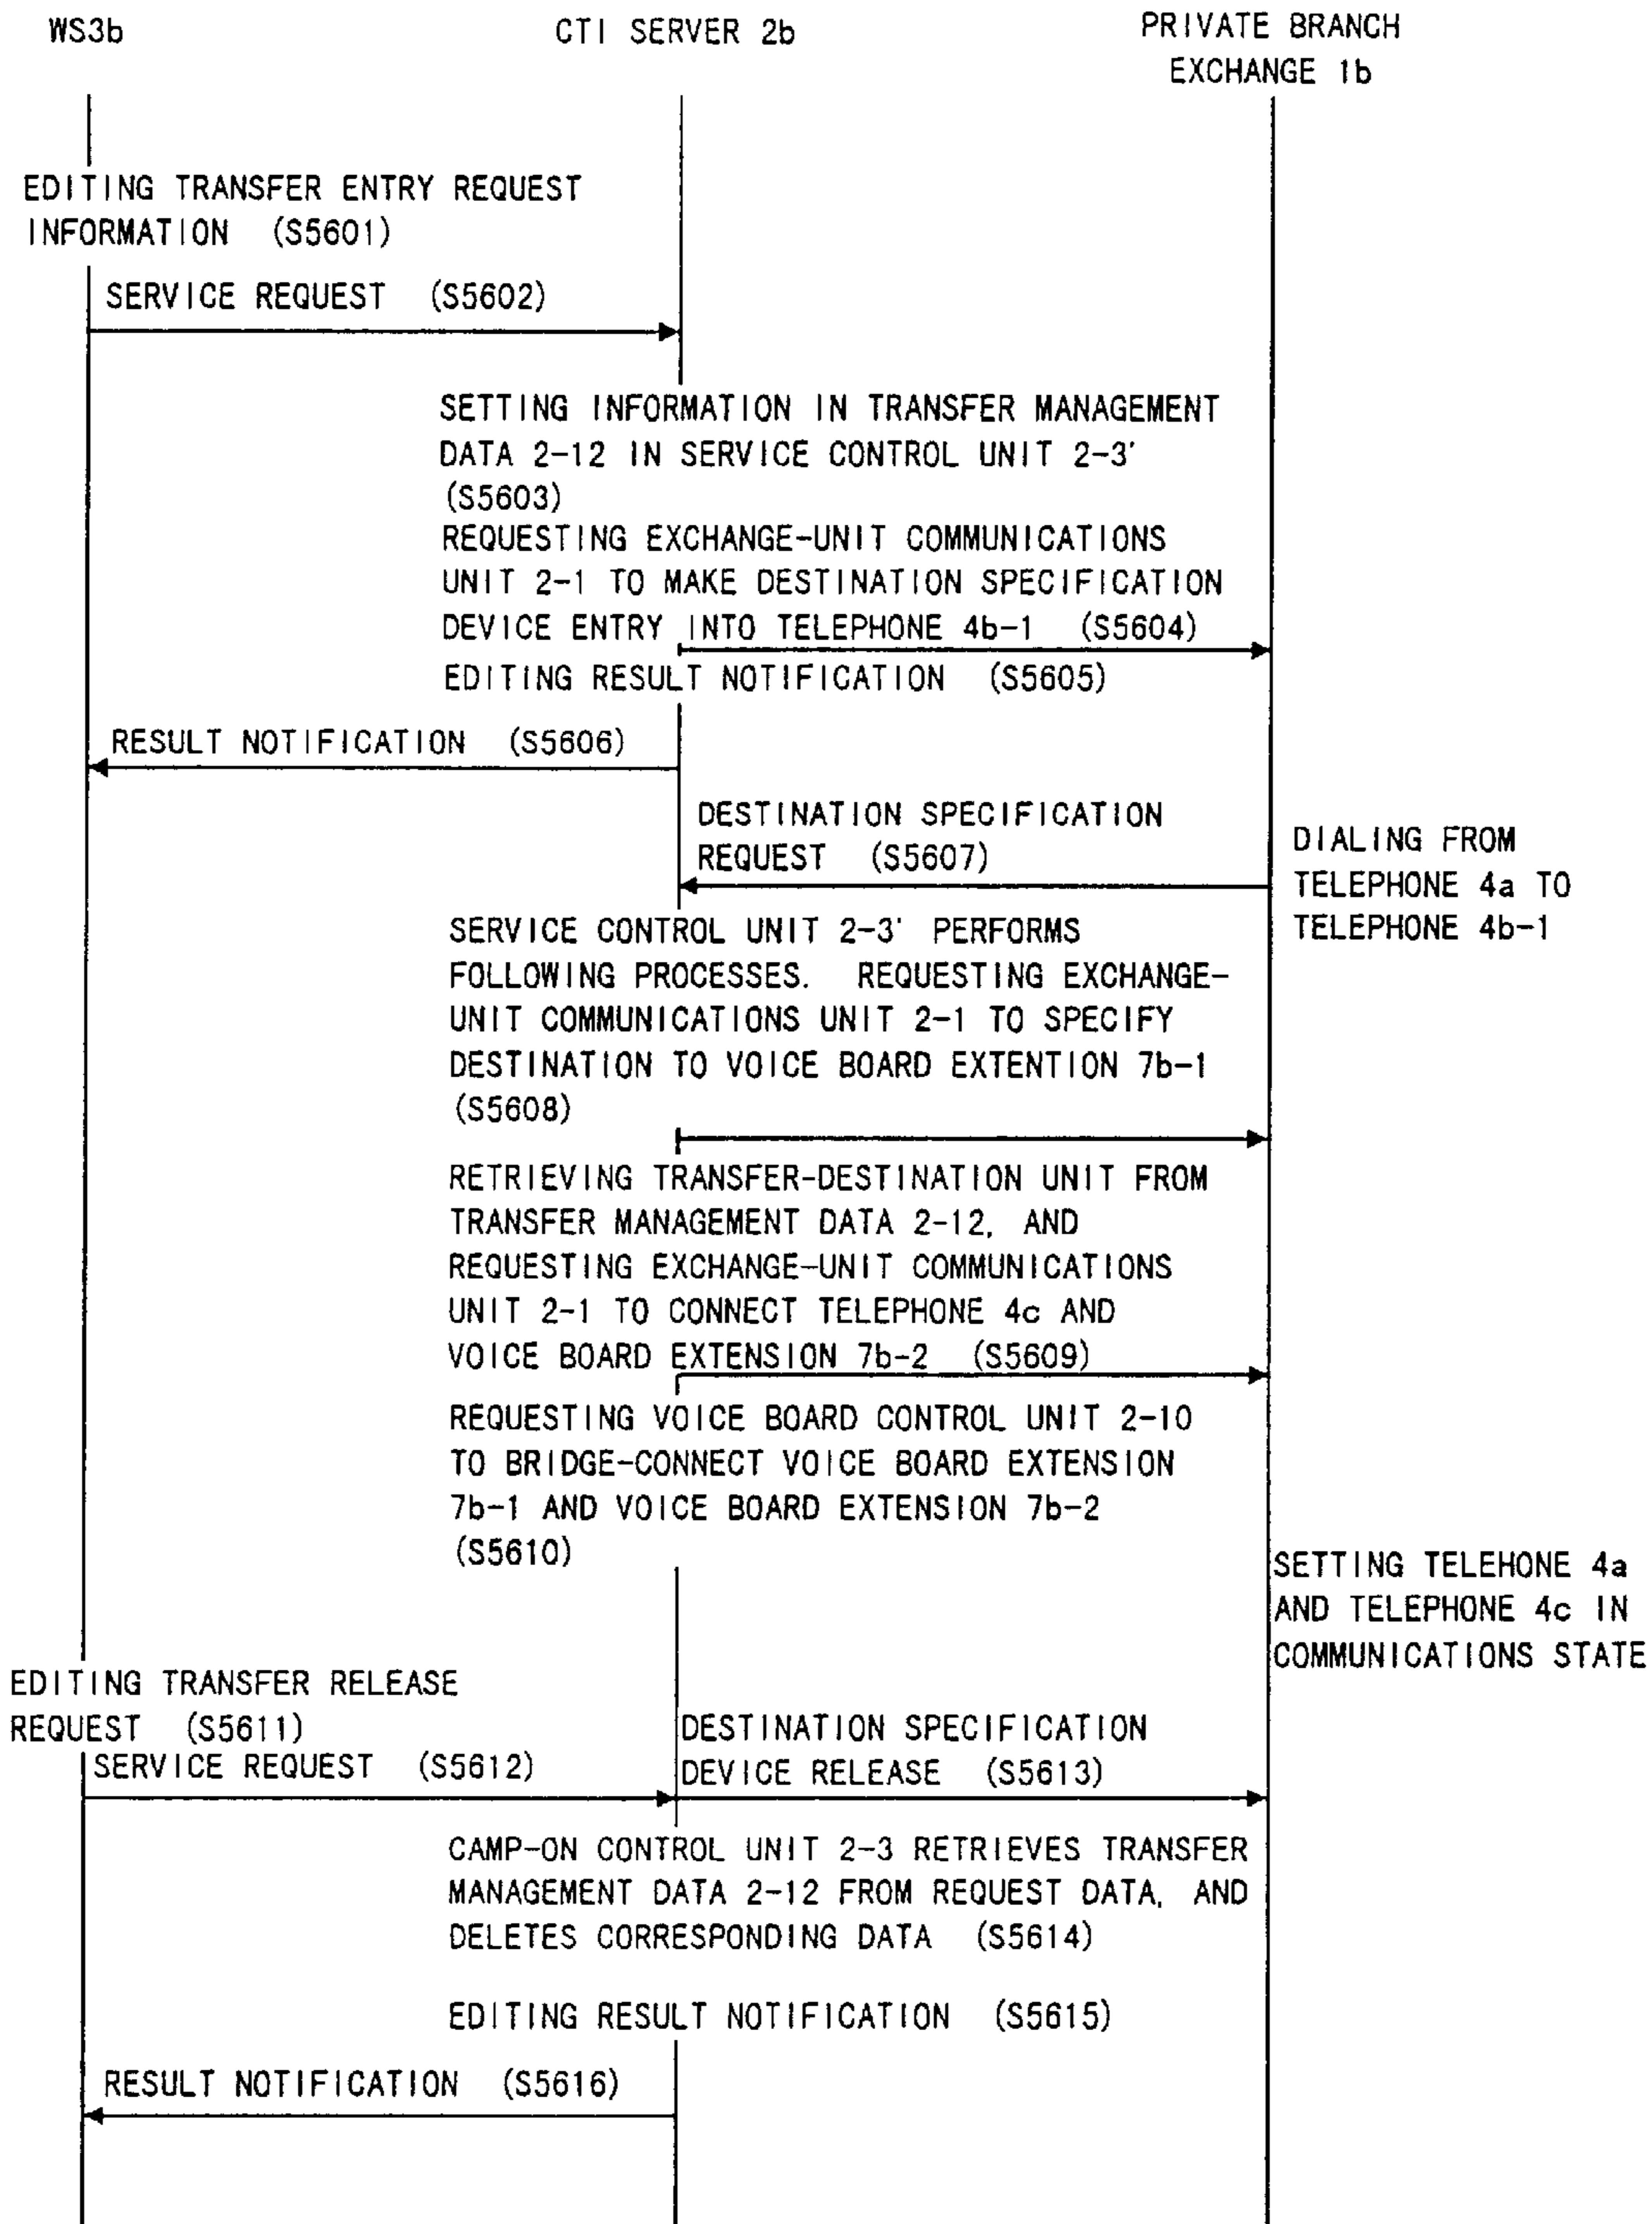 WS3b
CTI SERVER 2b
PRIVATE BRANCH
EXCHANGE 1b
EDITING TRANSFER ENTRY REQUEST
INFORMATION (S5601)
SERVICE REQUEST (S5602)
SETTING INFORMATION IN TRANSFER MANAGEMENT
DATA 2-12 IN SERVICE CONTROL UNIT 2-3'
(S5603)
REQUESTING EXCHANGE-UNIT COMMUNICATIONS
UNIT 2-1 TO MAKE DESTINATION SPECIFICATION
DEVICE ENTRY INTO TELEPHONE 4b-1 (S5604)
EDITING RESULT NOTIFICATION (S5605)
RESULT NOTIFICATION (S5606)
DESTINATION SPECIFICATION
REQUEST (S5607)
DIALING FROM
TELEPHONE 4a TO
TELEPHONE 4b-1
SERVICE CONTROL UNIT 2-3' PERFORMS
FOLLOWING PROCESSES. REQUESTING EXCHANGE-
UNIT COMMUNICATIONS UNIT 2-1 TO SPECIFY
DESTINATION TO VOICE BOARD EXTENTION 7b-1
(S5608)
RETRIEVING TRANSFER-DESTINATION UNIT FROM
TRANSFER MANAGEMENT DATA 2-12, AND
REQUESTING EXCHANGE-UNIT COMMUNICATIONS
UNIT 2-1 TO CONNECT TELEPHONE 4c AND
VOICE BOARD EXTENSION 7b-2 (S5609)
REQUESTING VOICE BOARD CONTROL UNIT 2-10
TO BRIDGE-CONNECT VOICE BOARD EXTENSION
7b-1 AND VOICE BOARD EXTENSION 7b-2
(S5610)
SETTING TELEHONE 4a
AND TELEPHONE 4c IN
COMMUNICATIONS STATE
EDITING TRANSFER RELEASE
REQUEST (S5611)
SERVICE REQUEST (S5612)
DESTINATION SPECIFICATION
DEVICE RELEASE (S5613)
CAMP-ON CONTROL UNIT 2-3 RETRIEVES TRANSFER
MANAGEMENT DATA 2-12 FROM REQUEST DATA, AND
DELETES CORRESPONDING DATA (S5614)
EDITING RESULT NOTIFICATION (S5615)
RESULT NOTIFICATION (S5616)